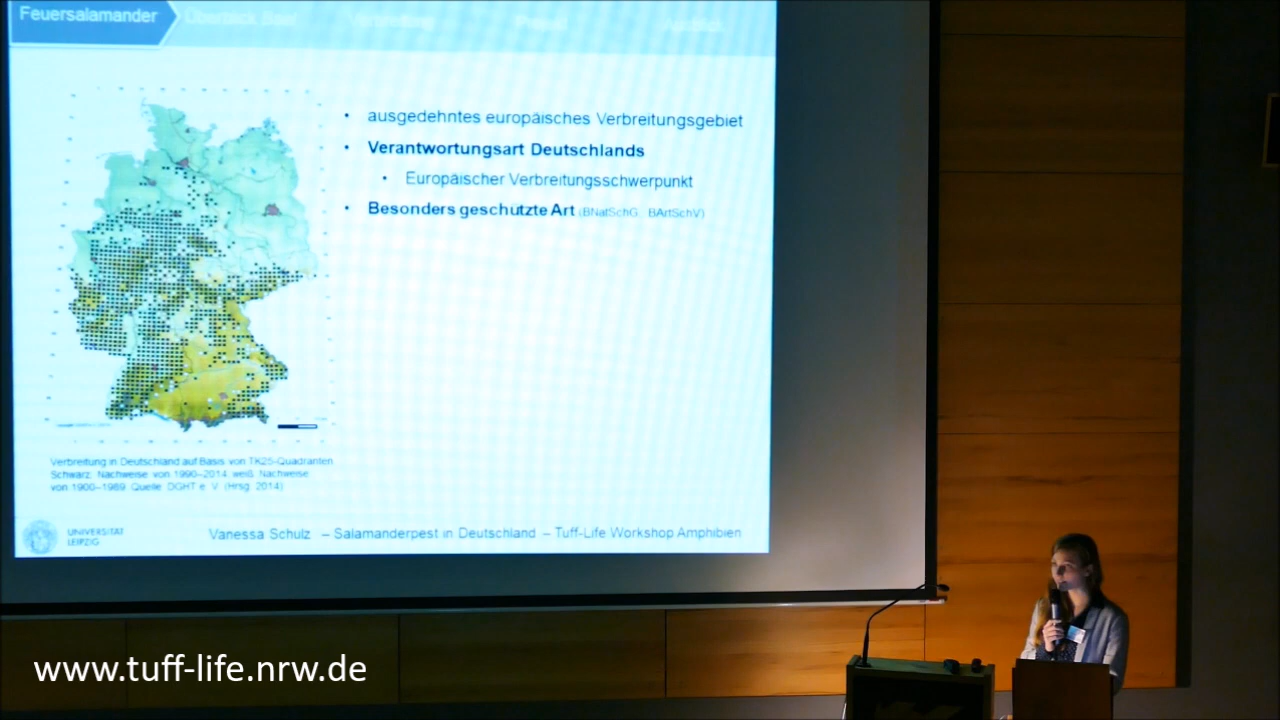 Feuersalamander
Überblick Bsal
ausgedehntes europäisches Verbreitungsgebiet
Verantwortungsart Deutschlands
Europäischer Verbreitungsschwerpunkt
Besonders geschützte Art (BNatSchG, BArtSchV)
Verbreitung in Deutschland auf Basis von TK25-Quadranten
Schwarz: Nachweise von 1990–2014, weiß: Nachweise
von 1900–1989. Quelle: DGHT e. V. (Hrsg. 2014)
UNIVERSITÄT
LEIPZIG
Vanessa Schulz – Salamanderpest in Deutschland – Tuff-Life Workshop Amphibien
www.tuff-life.nrw.de